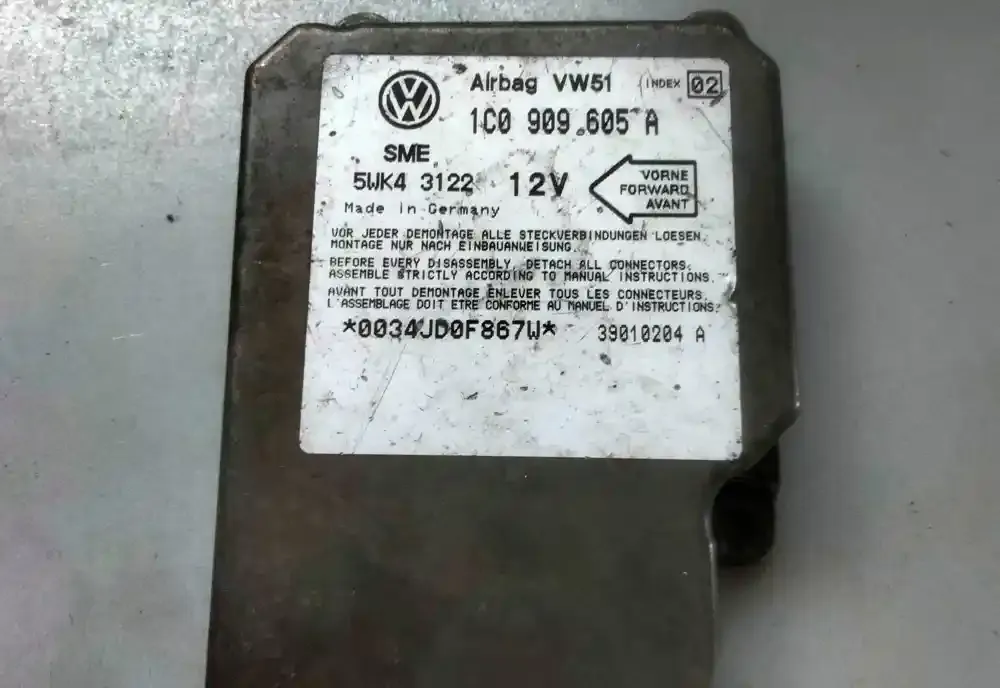 Airbag VW51 INDEX 02
1C0 909 605 A
SME
5WK4 3122 12V
VORNE
FORWARD
AVANT
Made in Germany
VOR JEDER DEMONTAGE ALLE STECKVERBINDUNGEN LOESEN.
MONTAGE NUR NACH EINBAUANWEISUNG.
BEFORE EVERY DISASSEMBLY DETACH ALL CONNECTORS.
ASSEMBLE STRICTLY ACCORDING TO MANUAL INSTRUCTIONS.
AVANT TOUT DEMONTAGE ENLEVER TOUS LES CONNECTEURS.
L'ASSEMBLAGE DOIT ETRE CONFORME AU MANUEL D'INSTRUCTIONS.
*0034JD0F867W* 39010204 A